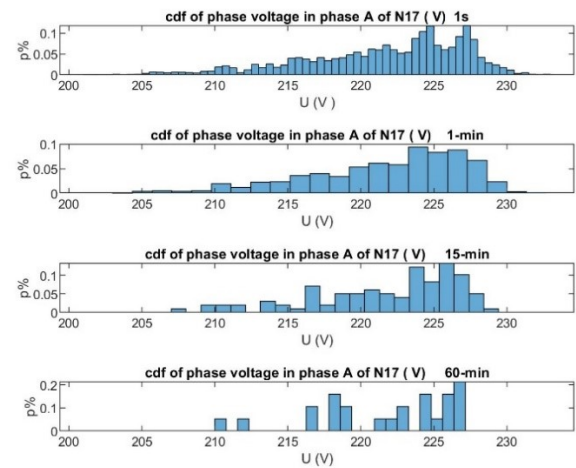 cdf of phase voltage in phase A of N17 ( V) 1s
0.1
0.05
0
p%
200 205 210 215 220 225 230
U (V )
cdf of phase voltage in phase A of N17 ( V) 1-min
0.1
0.05
0
p%
200 205 210 215 220 225 230
U (V)
cdf of phase voltage in phase A of N17 ( V) 15-min
0.1
0.05
0
p%
200 205 210 215 220 225 230
U (V)
cdf of phase voltage in phase A of N17 ( V) 60-min
0.2
0.1
0
p%
200 205 210 215 220 225 230
U (V)